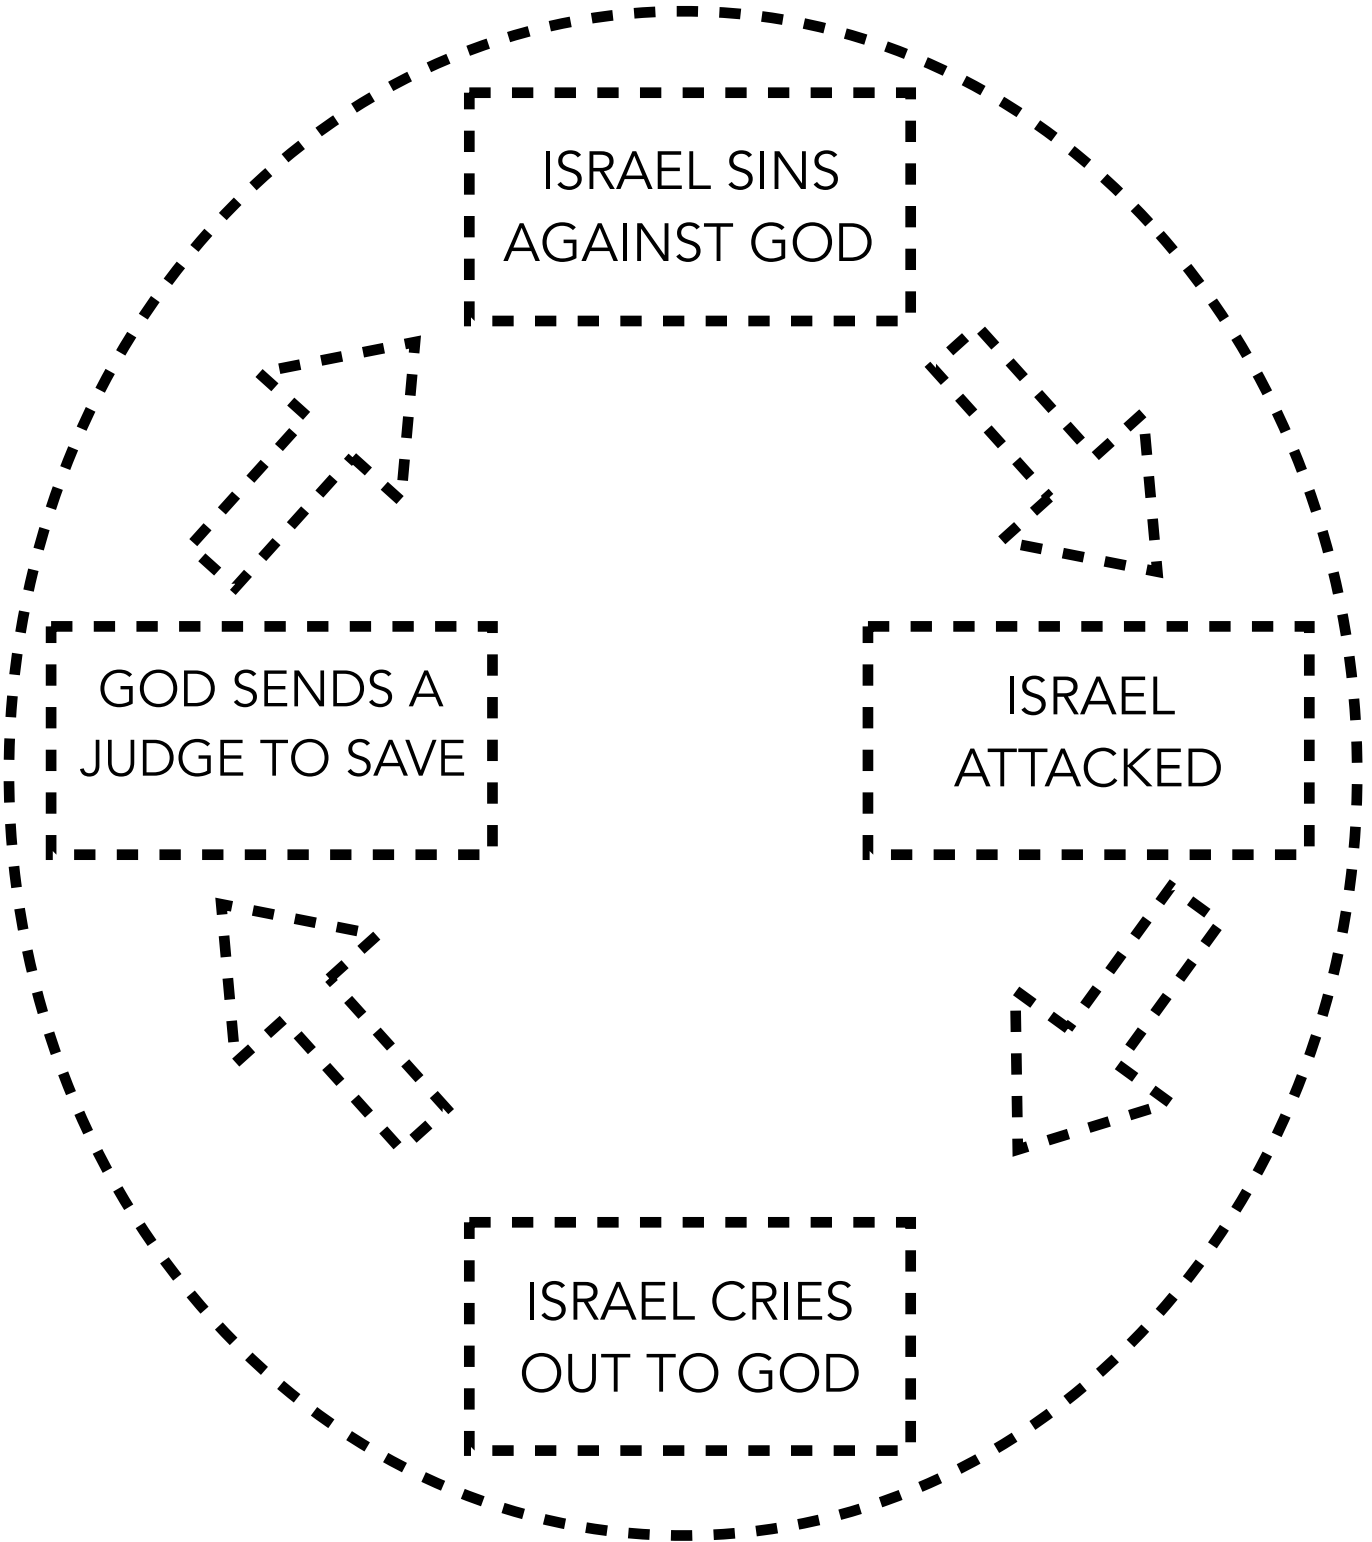 ISRAEL SINS
AGAINST GOD
GOD SENDS A
JUDGE TO SAVE
ISRAEL
ATTACKED
ISRAEL CRIES
OUT TO GOD